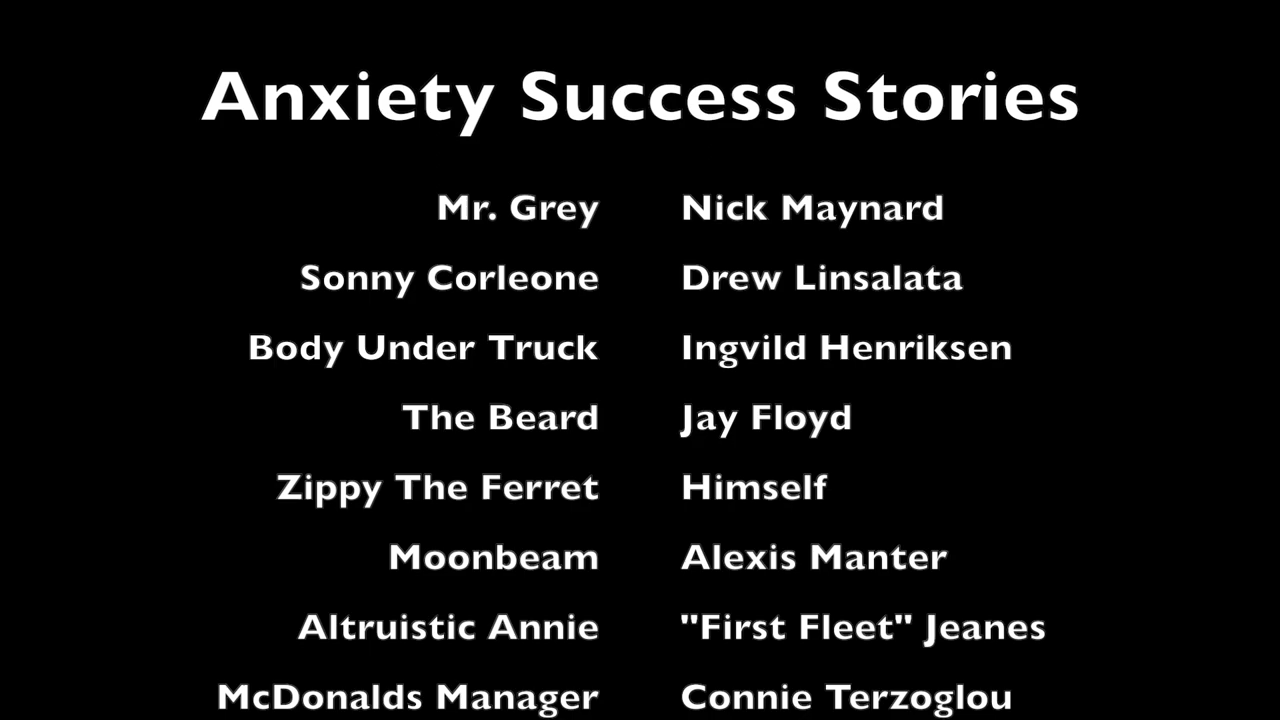 Anxiety Success Stories
Mr. Grey Nick Maynard
Sonny Corleone Drew Linsalata
Body Under Truck Ingvild Henriksen
The Beard Jay Floyd
Zippy The Ferret Himself
Moonbeam Alexis Manter
Altruistic Annie "First Fleet" Jeanes
McDonalds Manager Connie Terzoglou